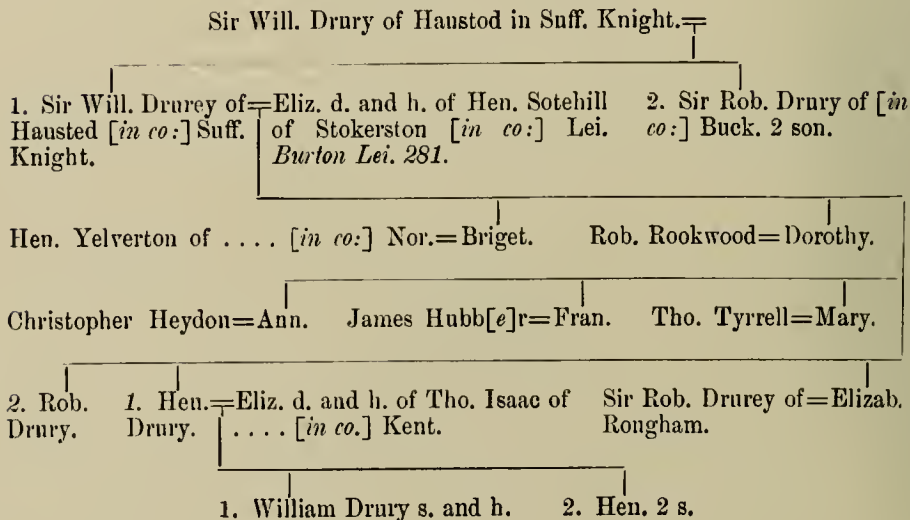 Sir Will. Drury of Haustod in Suff. Knight.=
1. Sir Will. Drurey of=Eliz. d. and h. of Hen. Sotehill 2. Sir Rob. Drury of [in
Hausted [in co:] Suff. of Stokerston [in co:] Lei. co:] Buck. 2 son.
Knight. Burton Lei. 281.
Hen. Yelverton of .... [in co:] Nor.=Briget. Rob. Rookwood=Dorothy.
Christopher Heydon=Ann. James Hubb[e]r=Fran. Tho. Tyrrell=Mary.
2. Rob. 1. Hen.=Eliz. d. and h. of Tho. Isaac of Sir Rob. Drurey of=Elizab.
Drury. Drury. .... [in co.] Kent. Rougham.
1. William Drury s. and h. 2. Hen. 2 s.